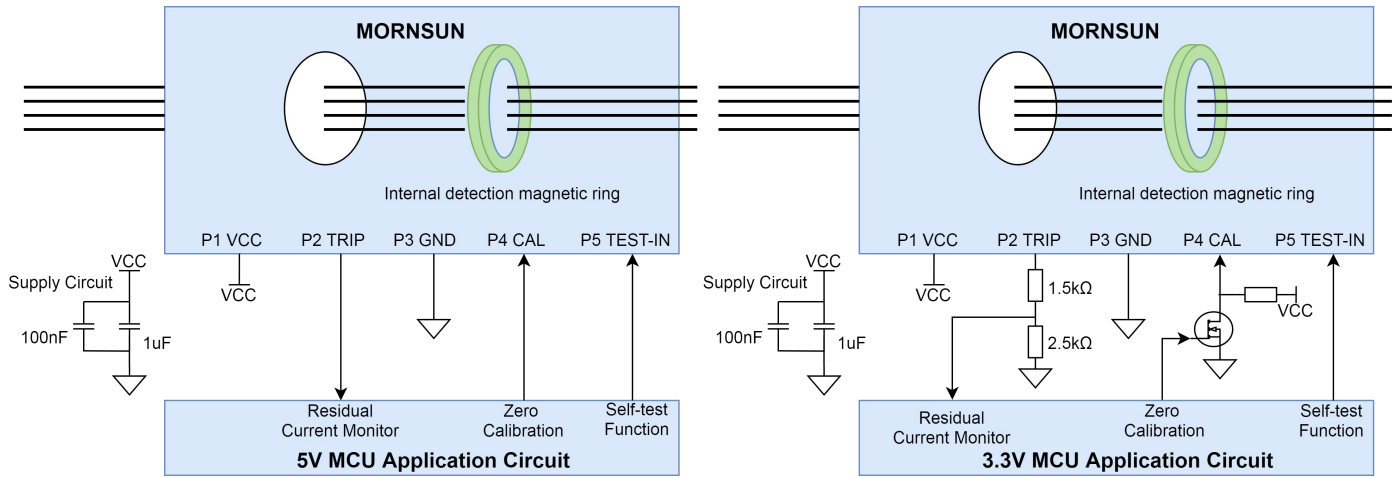 MORNSUN
Internal detection magnetic ring
P1 VCC P2 TRIP P3 GND P4 CAL P5 TEST-IN
VCC
Supply Circuit
VCC
100nF
1uF
Residual
Current Monitor
Zero
Calibration
Self-test
Function
5V MCU Application Circuit
MORNSUN
Internal detection magnetic ring
P1 VCC P2 TRIP P3 GND P4 CAL P5 TEST-IN
VCC
Supply Circuit
VCC
1.5kΩ
VCC
100nF
1uF
2.5kΩ
Residual
Current Monitor
Zero
Calibration
Self-test
Function
3.3V MCU Application Circuit